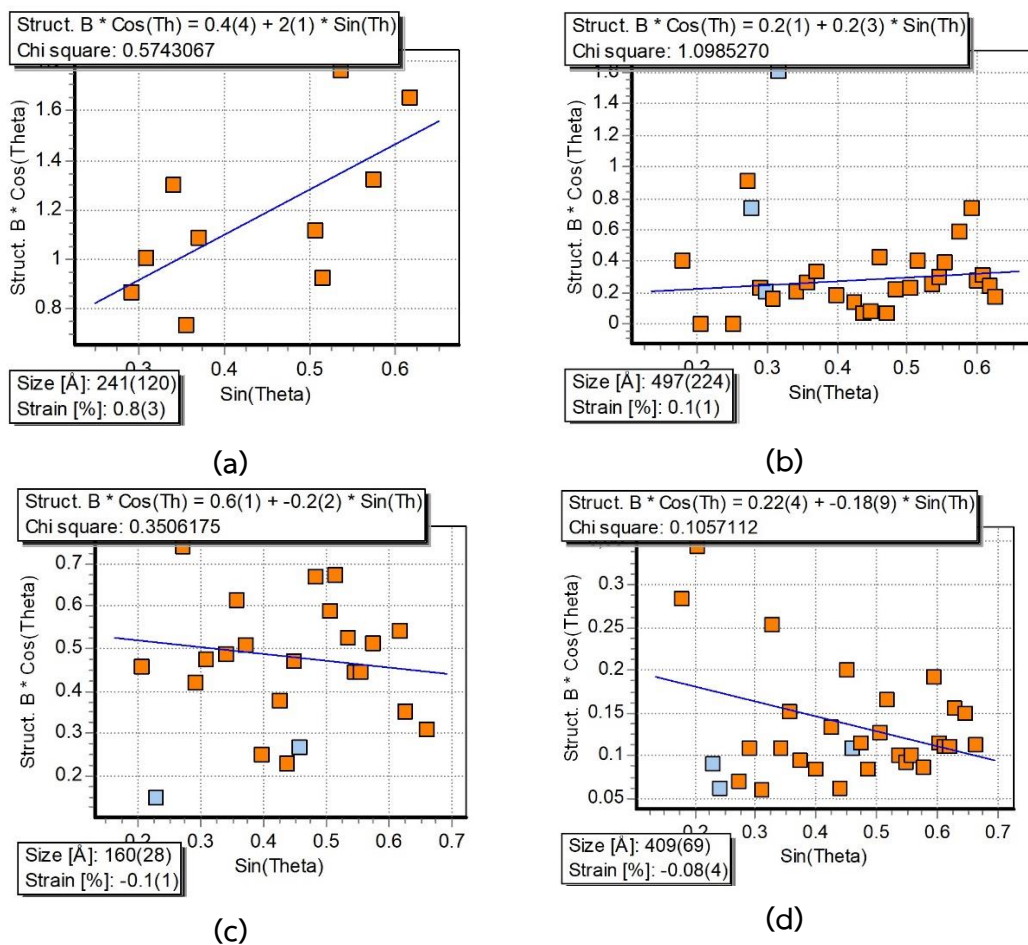 Struct. B * Cos(Th) = 0.4(4) + 2(1) * Sin(Th)
Chi square: 0.5743067
Struct. B * Cos(Theta)
1.6
1.4
1.2
1
0.8
0.3
0.4
0.5
0.6
Sin(Theta)
Size [Å]: 241(120)
Strain [%]: 0.8(3)
(a)
Struct. B * Cos(Th) = 0.2(1) + 0.2(3) * Sin(Th)
Chi square: 1.0985270
Struct. B * Cos(Theta)
1.6
1.4
1.2
1
0.8
0.6
0.4
0.2
0
0.2
0.3
0.4
0.5
0.6
Sin(Theta)
Size [Å]: 497(224)
Strain [%]: 0.1(1)
(b)
Struct. B * Cos(Th) = 0.6(1) + -0.2(2) * Sin(Th)
Chi square: 0.3506175
Struct. B * Cos(Theta)
0.7
0.6
0.5
0.4
0.3
0.2
0.2
0.3
0.4
0.5
0.6
0.7
Sin(Theta)
Size [Å]: 160(28)
Strain [%]: -0.1(1)
(c)
Struct. B * Cos(Th) = 0.22(4) + -0.18(9) * Sin(Th)
Chi square: 0.1057112
Struct. B * Cos(Theta)
0.3
0.25
0.2
0.15
0.1
0.05
0.2
0.3
0.4
0.5
0.6
0.7
Sin(Theta)
Size [Å]: 409(69)
Strain [%]: -0.08(4)
(d)